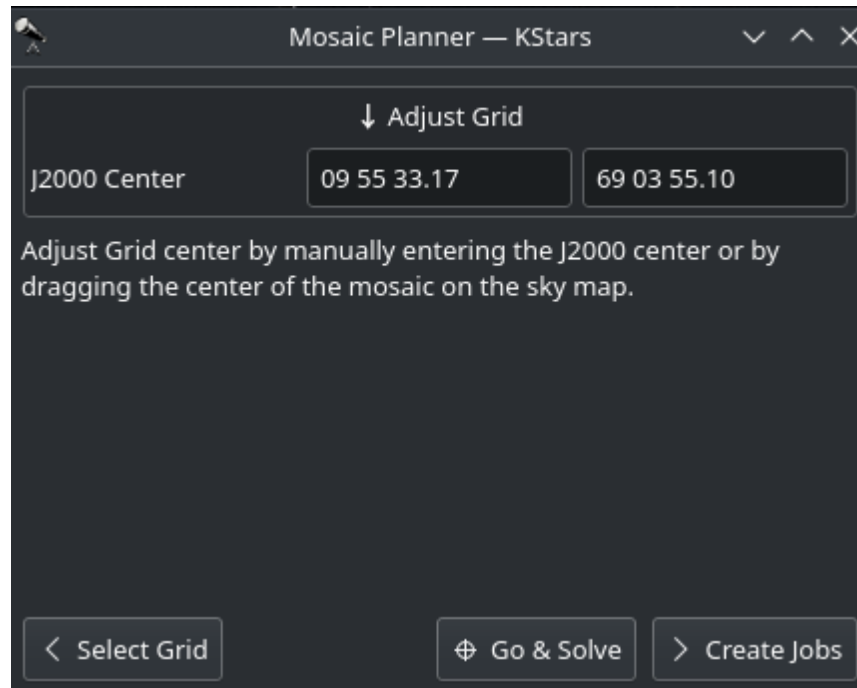 Mosaic Planner — KStars
↓ Adjust Grid
J2000 Center 09 55 33.17 69 03 55.10
Adjust Grid center by manually entering the J2000 center or by
dragging the center of the mosaic on the sky map.
Select Grid Go & Solve Create Jobs